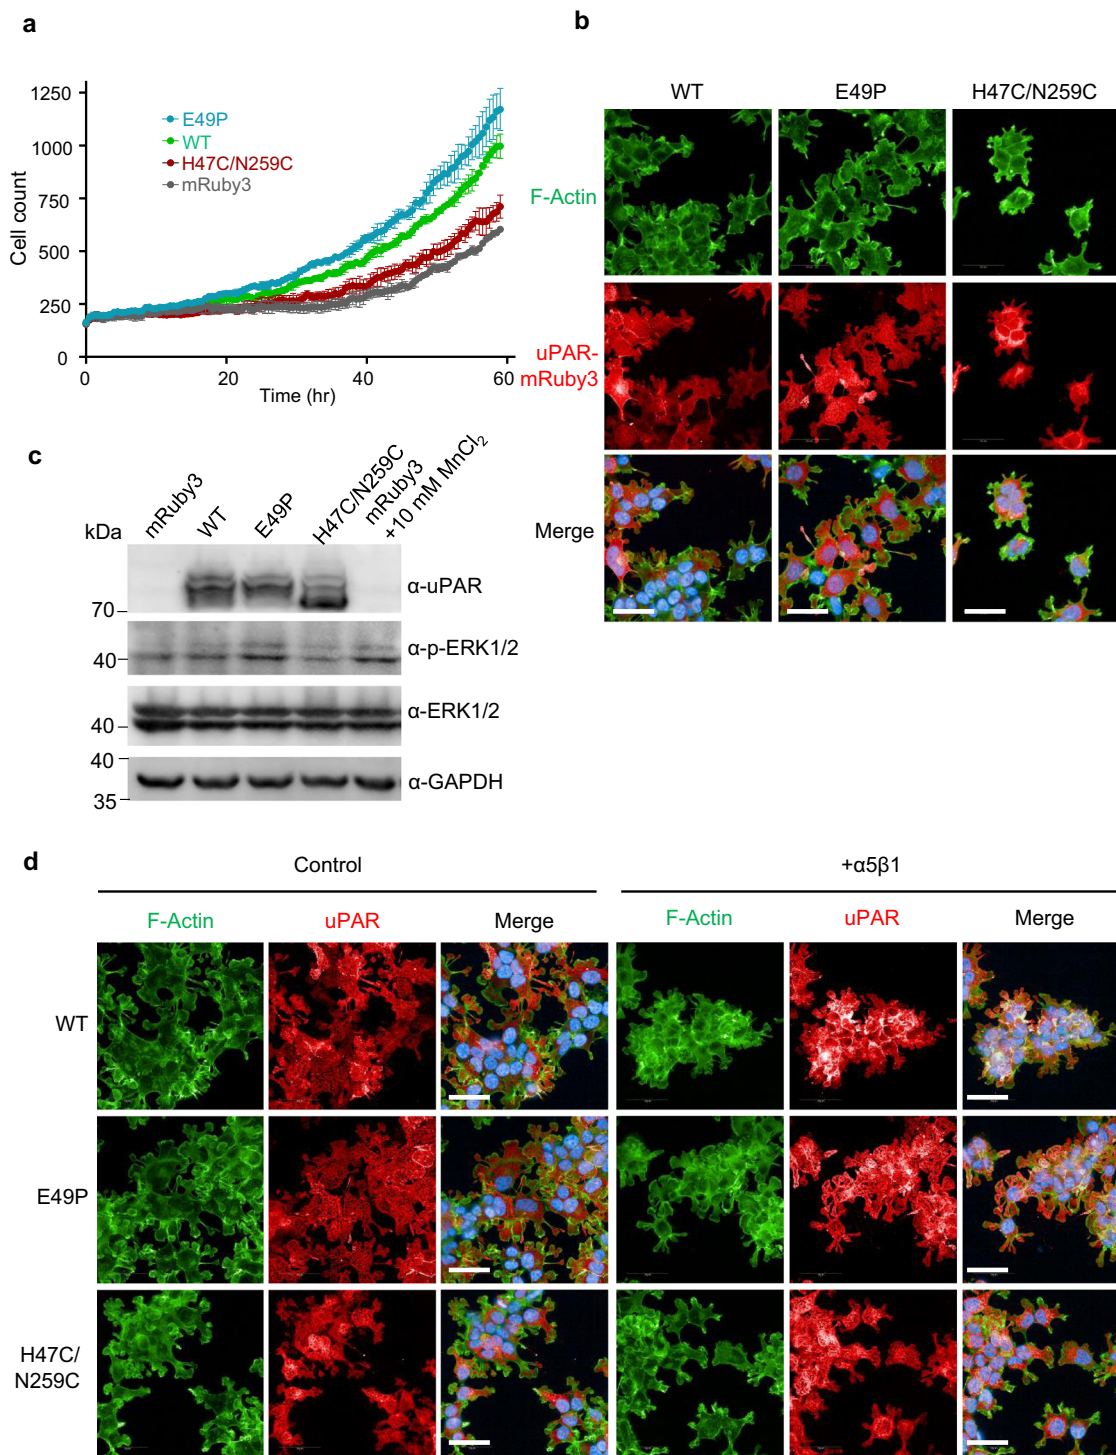 a
1250
1000
750
500
250
0
Cell count
E49P
WT
H47C/N259C
mRuby3
0
20
40
60
Time (hr)
b
WT
E49P
H47C/N259C
F-Actin
uPAR-
mRuby3
Merge
c
kDa
mRuby3
WT
E49P
H47C/N259C
mRuby3
+10 mM MnCl₂
70
α-uPAR
40
α-p-ERK1/2
40
α-ERK1/2
40
35
α-GAPDH
d
Control
+α5β1
F-Actin
uPAR
Merge
F-Actin
uPAR
Merge
WT
E49P
H47C/
N259C